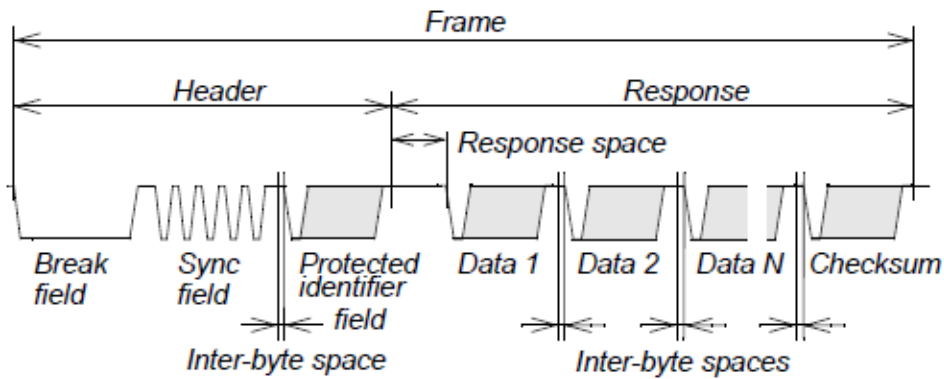 Frame
Header
Response
Response space
Break
field
Sync
field
Protected
identifier
field
Data 1
Data 2
Data N
Checksum
Inter-byte space
Inter-byte spaces